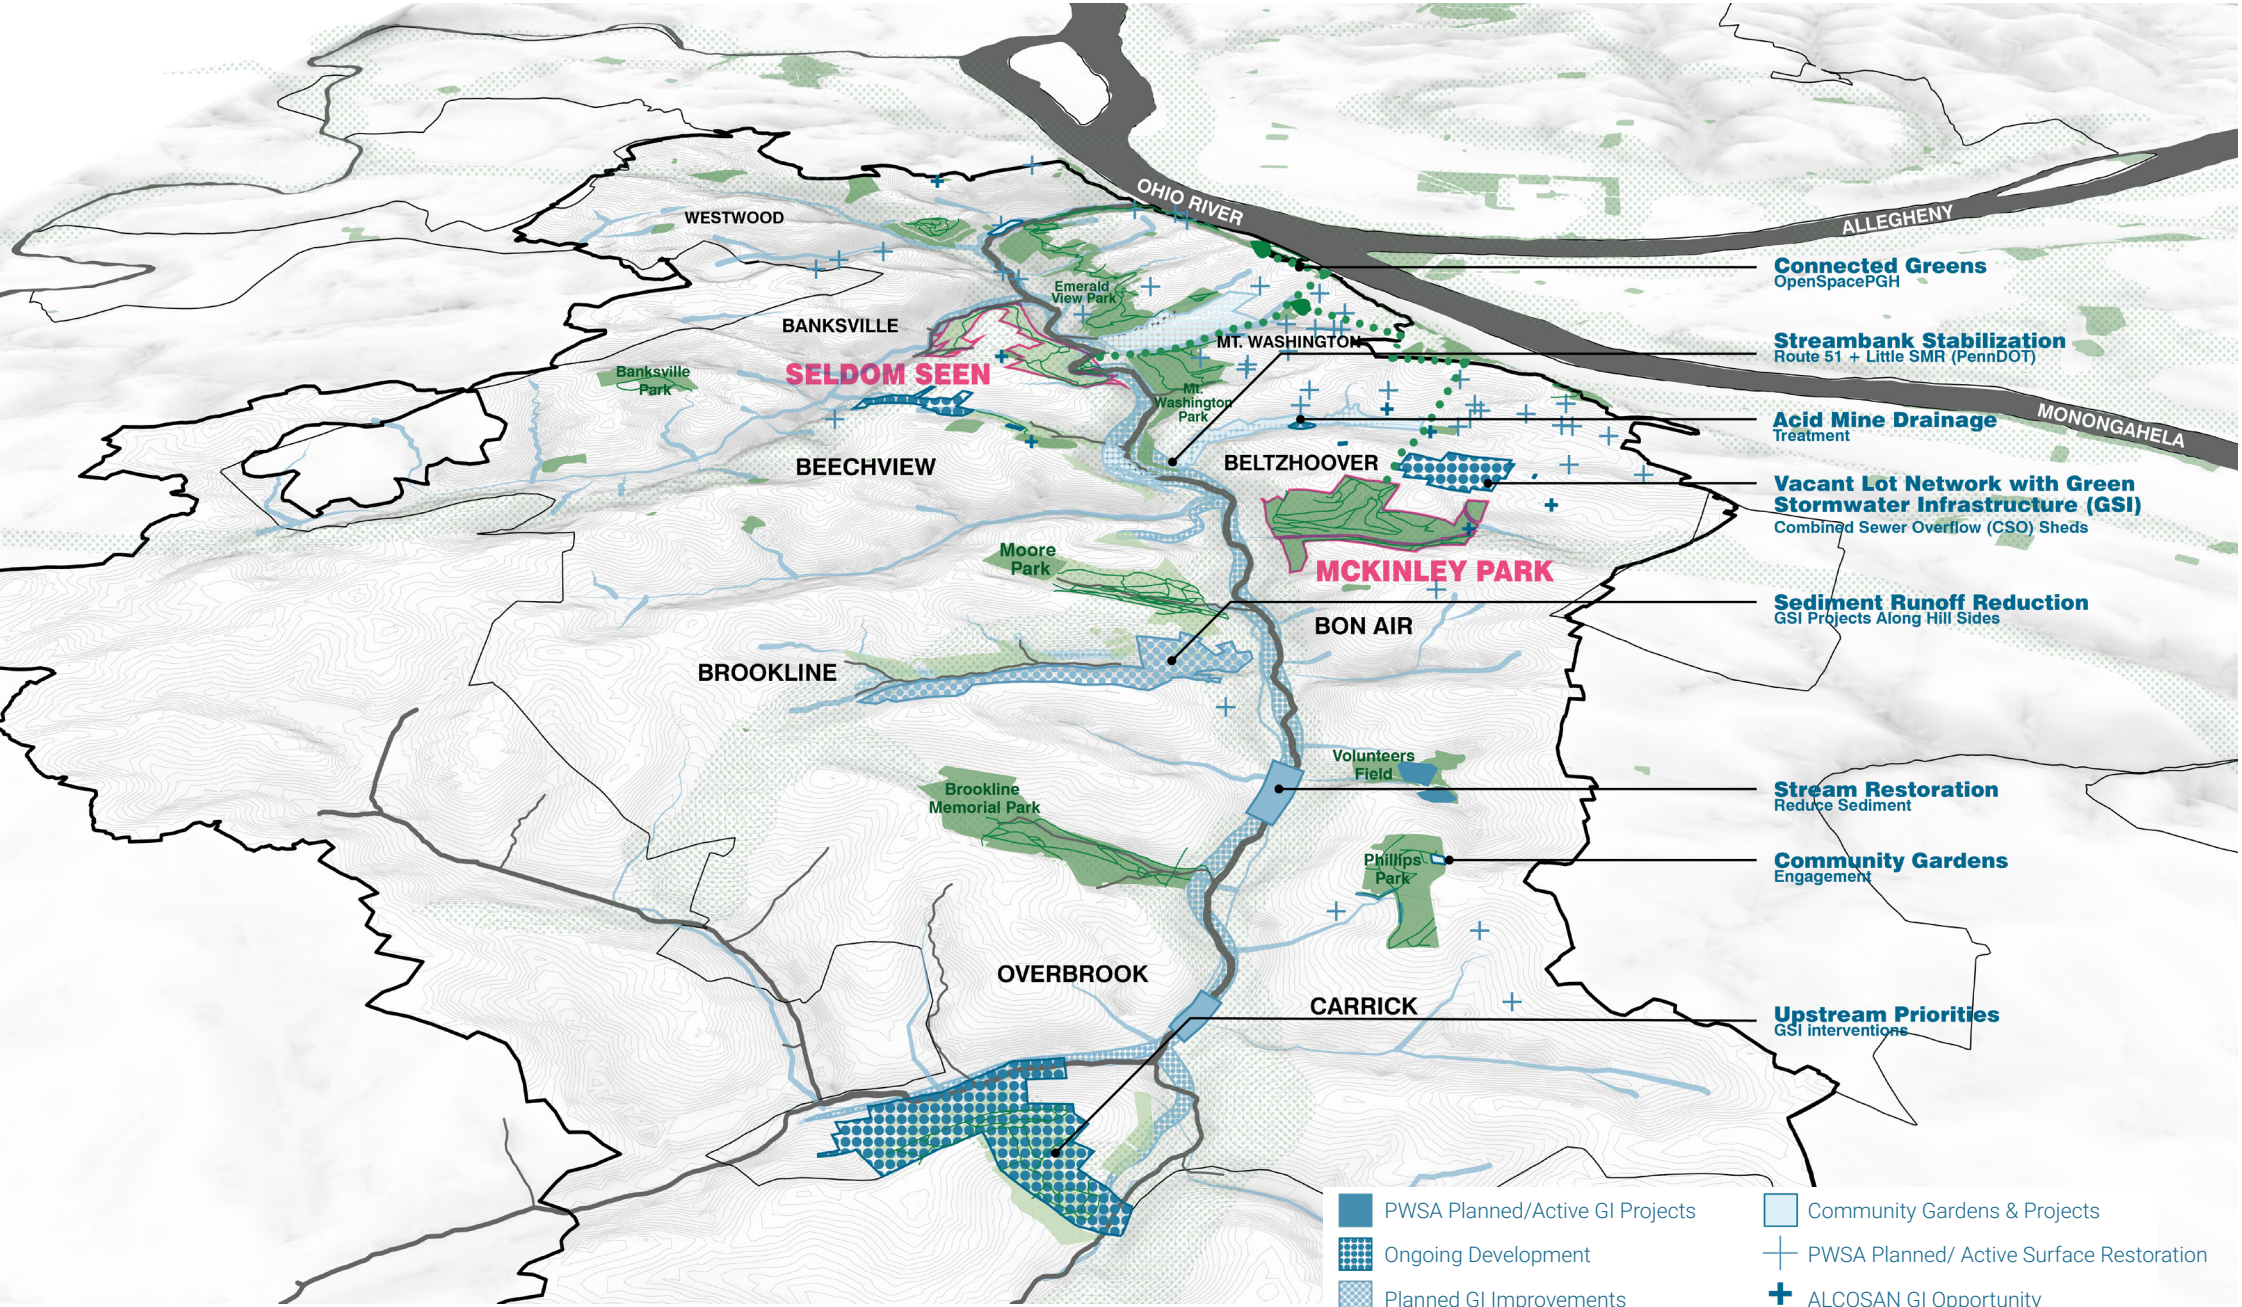 OHIO RIVER
ALLEGHENY
MONONGAHELA
WESTWOOD
Emerald
View Park
BANKSVILLE
MT. WASHINGTON
SELDOM SEEN
Banksville
Park
Mt.
Washington
Park
BEECHVIEW
BELTZHOOVER
MCKINLEY PARK
Moore
Park
BON AIR
BROOKLINE
Volunteers
Field
Brookline
Memorial Park
Phillips
Park
OVERBROOK
CARRICK
Connected Greens
OpenSpacePGH
Streambank Stabilization
Route 51 + Little SMR (PennDOT)
Acid Mine Drainage
Treatment
Vacant Lot Network with Green
Stormwater Infrastructure (GSI)
Combined Sewer Overflow (CSO) Sheds
Sediment Runoff Reduction
GSI Projects Along Hill Sides
Stream Restoration
Reduce Sediment
Community Gardens
Engagement
Upstream Priorities
GSI interventions
PWSA Planned/Active GI Projects
Ongoing Development
Planned GI Improvements
Community Gardens & Projects
PWSA Planned/ Active Surface Restoration
ALCOSAN GI Opportunity